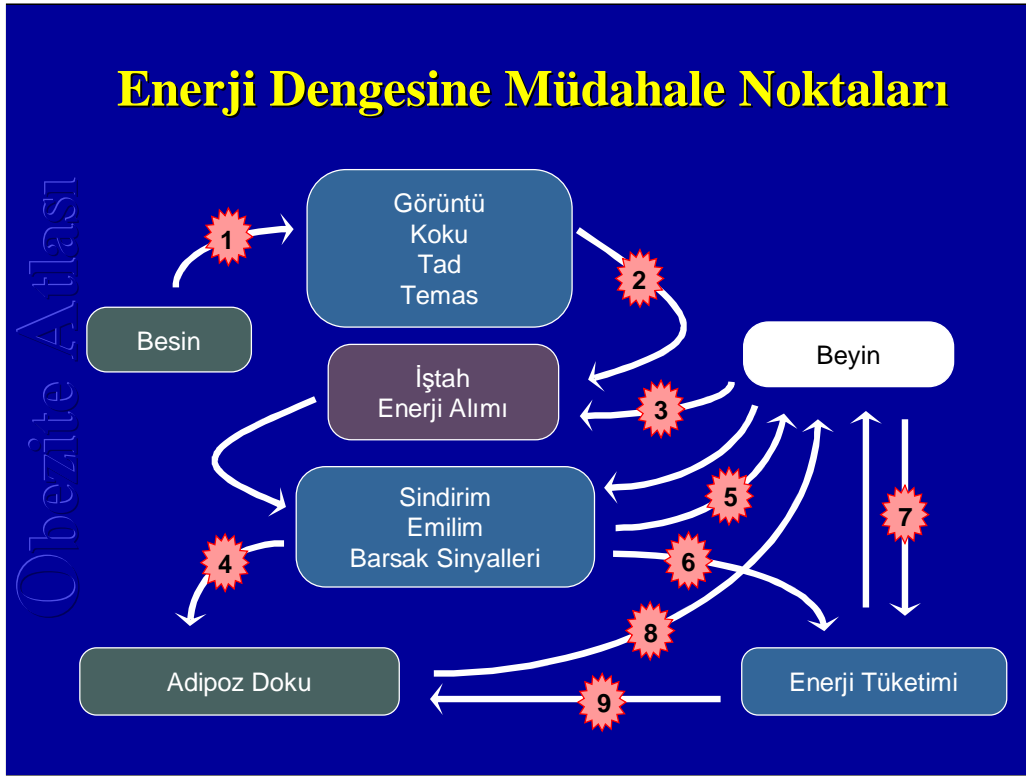 Enerji Dengesine Müdahale Noktaları
Obezite Atlası
Görüntü
Koku
Tad
Temas
1
2
Besin
Beyin
İştah
Enerji Alımı
3
Sindirim
Emilim
Barsak Sinyalleri
5
7
4
6
8
Adipoz Doku
Enerji Tüketimi
9